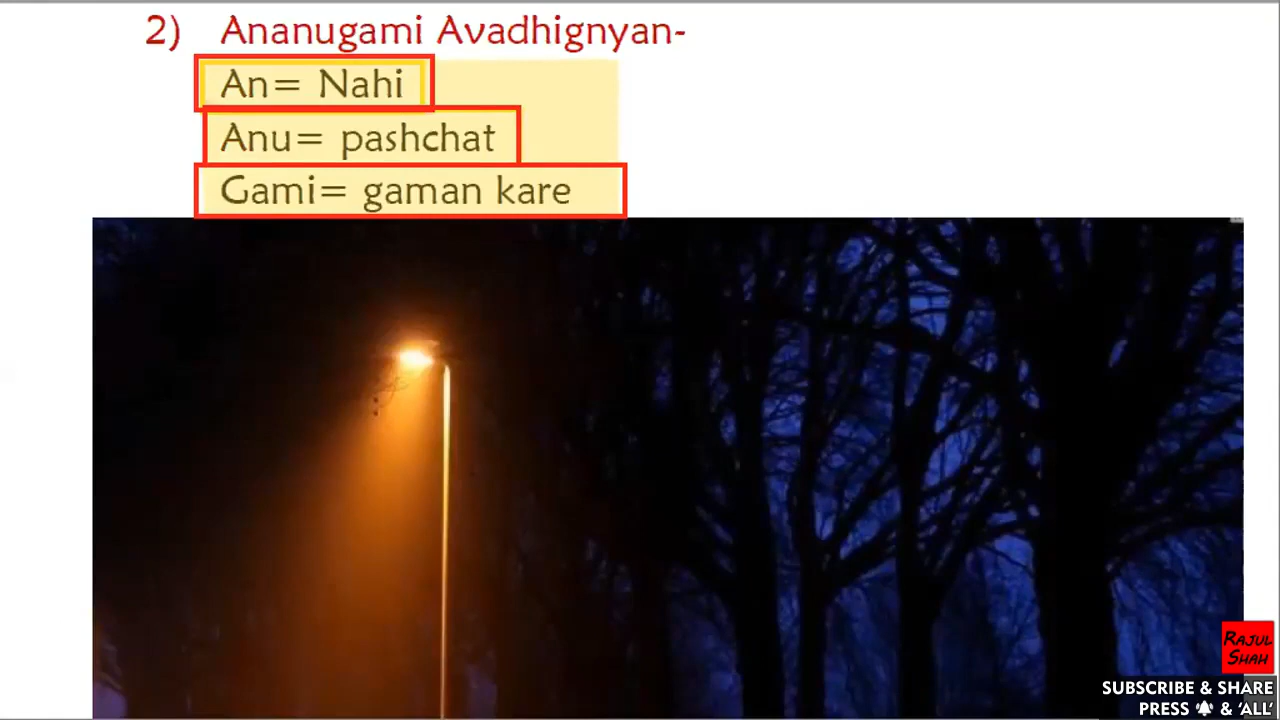 2) Ananugami Avadhignyan-
An= Nahi
Anu= pashchat
Gami= gaman kare
RAJUL
SHAH
SUBSCRIBE & SHARE
PRESS 🔔 & 'ALL'